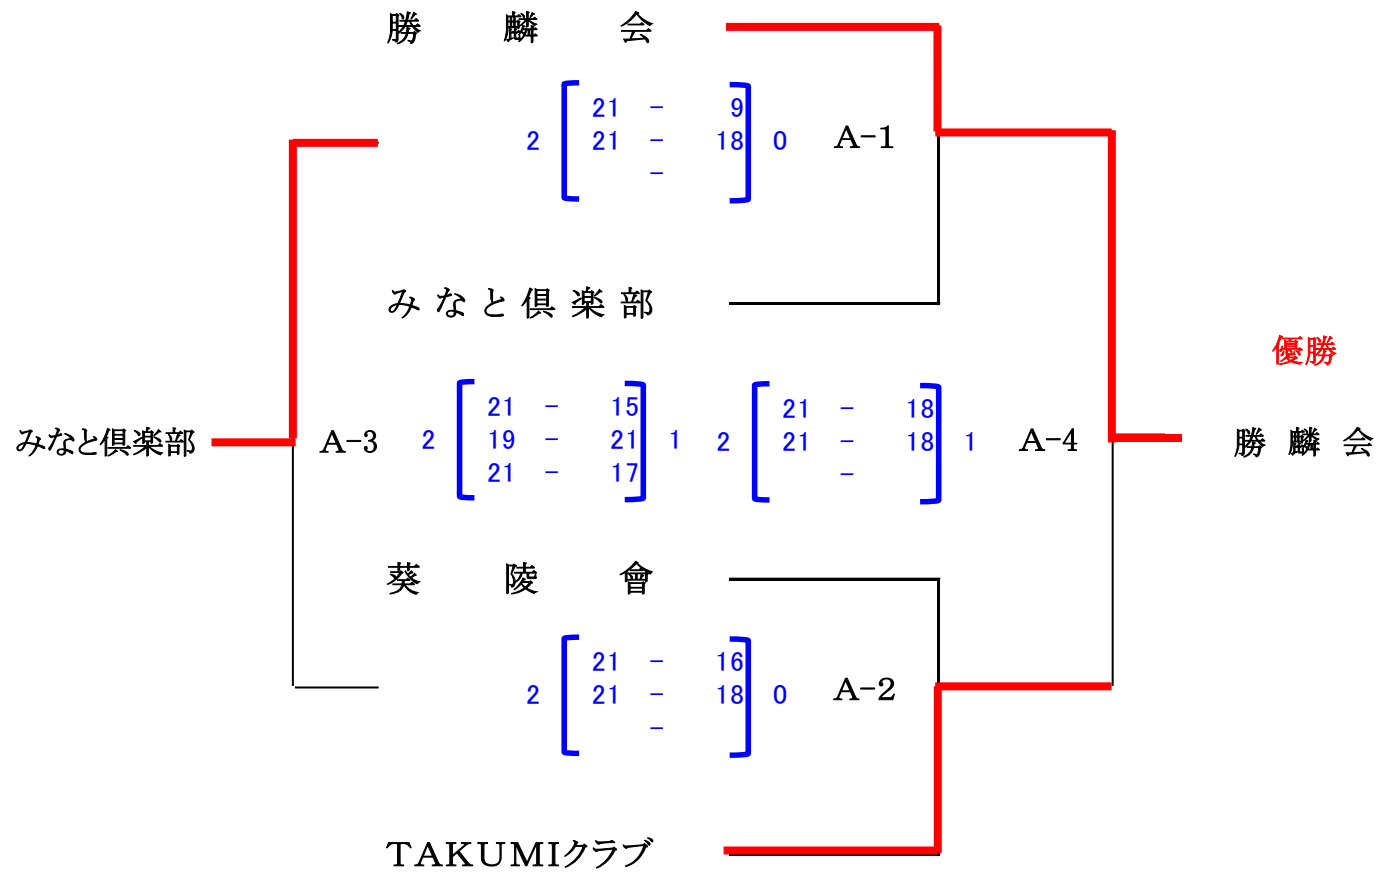 勝 麟 会
21 - 9
2 21 - 18 0 A-1
-
みなと倶楽部
優勝
21 - 15
21 - 18
みなと倶楽部 A-3 2 19 - 21 1 2 21 - 18 1 A-4 勝 麟 会
21 - 17
-
葵 陵 會
21 - 16
2 21 - 18 0 A-2
-
TAKUMIクラブ